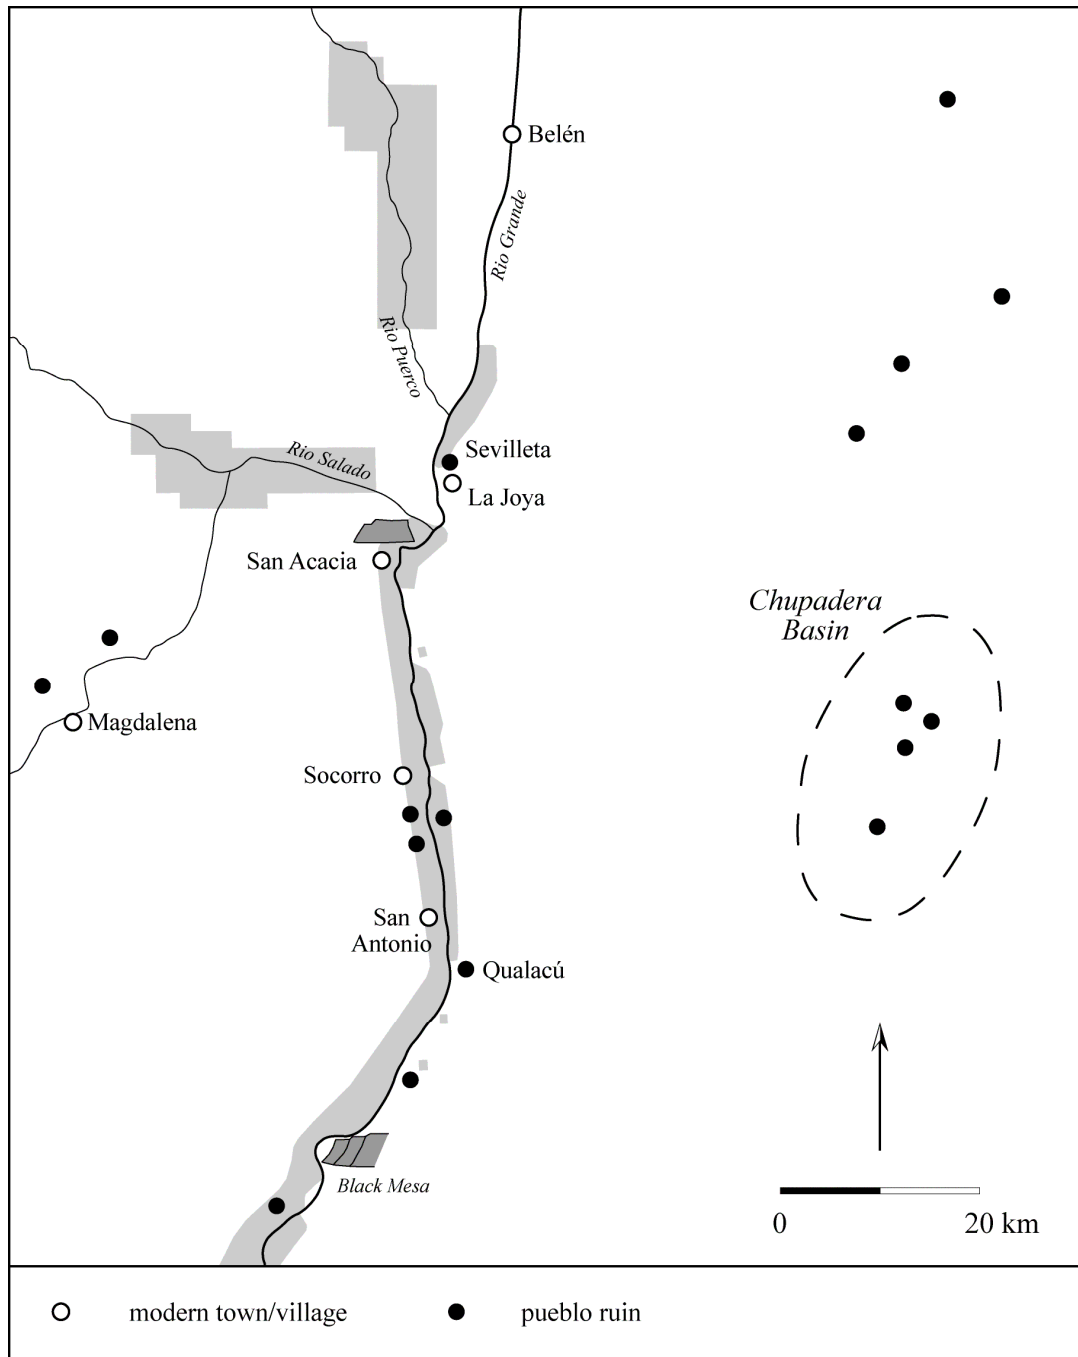 Belén
Rio Grande
Rio Puerco
Sevilleta
Rio Salado
La Joya
San Acacia
Chupadera
Basin
Magdalena
Socorro
San
Antonio
Qualacú
Black Mesa
0 20 km
modern town/village pueblo ruin